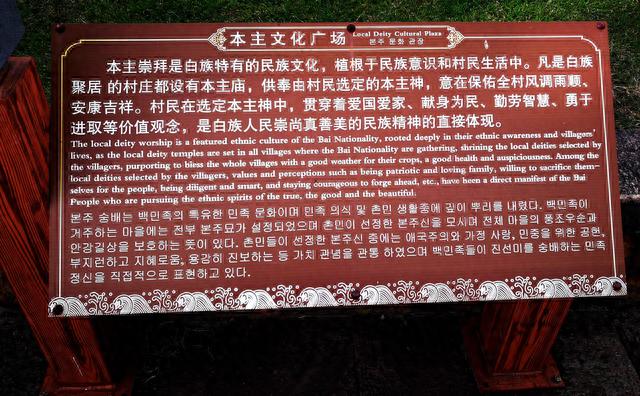 本主文化广场 Local Deity Cultural Plaza
본주 문화 관장
本主崇拜是白族特有的民族文化，植根于民族意识和村民生活中。凡是白族
聚居 的村庄都设有本主庙，供奉由村民选定的本主神，意在保佑全村风调雨顺、
安康吉祥。村民在选定本主神中，贯穿着爱国爱家、献身为民、勤劳智慧、勇于
进取等价值观念，是白族人民崇尚真善美的民族精神的直接体现。
The local deity worship is a featured ethnic culture of the Bai Nationality, rooted deeply in their ethnic awareness and villagers'
lives, as the local deity temples are set in all villages where the Bai Nationality are gathering, shrining the local deities selected by
the villagers, purporting to bless the whole villages with a good weather for their crops, a good health and auspiciousness. Among the
local deities selected by the villagers, values and perceptions such as being patriotic and loving family, willing to sacrifice them-
selves for the people, being diligent and smart, and staying courageous to forge ahead, etc., have been a direct manifest of the Bai
People who are pursuing the ethnic spirits of the true, the good and the beautiful.
본주 숭배는 백민족의 특유한 민족 문화이며 민족 의식 및 촌민 생활중에 깊이 뿌리를 내렸다. 백민족이
거주하는 마을에는 전부 본주묘가 설정되었으며 촌민이 선정한 본주신을 모시며 전체 마을의 풍조우순과
안강길상을 보호하는 뜻이 있다. 촌민들이 선정한 본주신 중에는 애국주의와 가정 사랑, 민중을 위한 공헌,
부지런하고 지혜로움, 용감히 진보하는 등 가치 관념을 관통 하였으며 백민족들이 진선미를 숭배하는 민족
정신을 직접적으로 표현하고 있다.